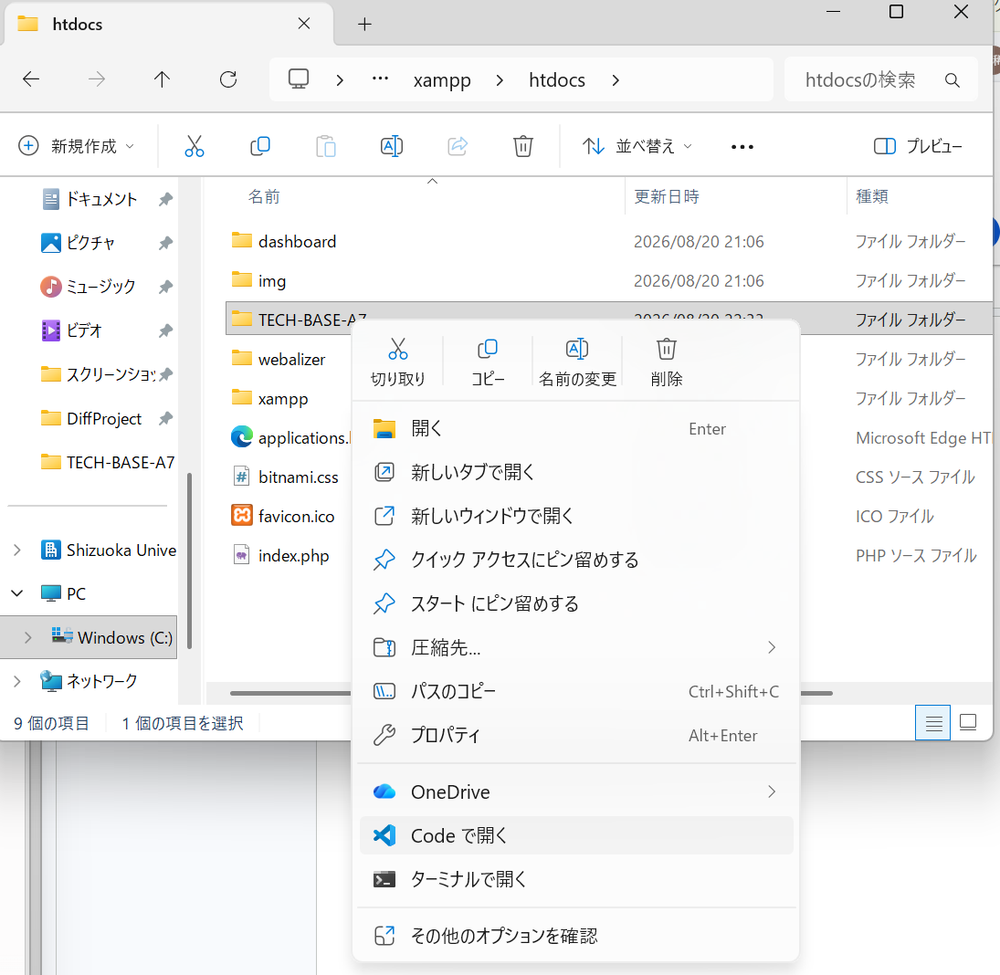 htdocs
xampp
htdocs
htdocsの検索
新規作成
並べ替え
プレビュー
ドキュメント
ピクチャ
ミュージック
ビデオ
スクリーンショッ
DiffProject
TECH-BASE-A7
Shizuoka Unive
PC
Windows (C:)
ネットワーク
名前 更新日時 種類
dashboard 2026/08/20 21:06 ファイル フォルダー
img 2026/08/20 21:06 ファイル フォルダー
TECH-BASE-A7 ファイル フォルダー
webalizer ファイル フォルダー
xampp ファイル フォルダー
applications. Microsoft Edge HT
bitnami.css CSS ソース ファイル
favicon.ico ICO ファイル
index.php PHP ソース ファイル
切り取り コピー 名前の変更 削除
開く Enter
新しいタブで開く
新しいウィンドウで開く
クイック アクセスにピン留めする
スタート にピン留めする
圧縮先...
パスのコピー Ctrl+Shift+C
プロパティ Alt+Enter
OneDrive
Code で開く
ターミナルで開く
その他のオプションを確認
9 個の項目 1 個の項目を選択